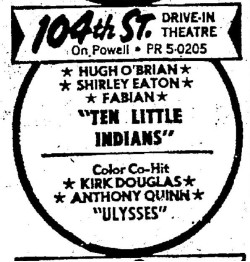 104th ST. DRIVE-IN THEATRE
On Powell • PR 5-0205
★ HUGH O'BRIAN ★
★ SHIRLEY EATON ★
★ FABIAN ★
"TEN LITTLE
INDIANS"
Color Co-Hit
★ KIRK DOUGLAS ★
★ ANTHONY QUINN ★
"ULYSSES"